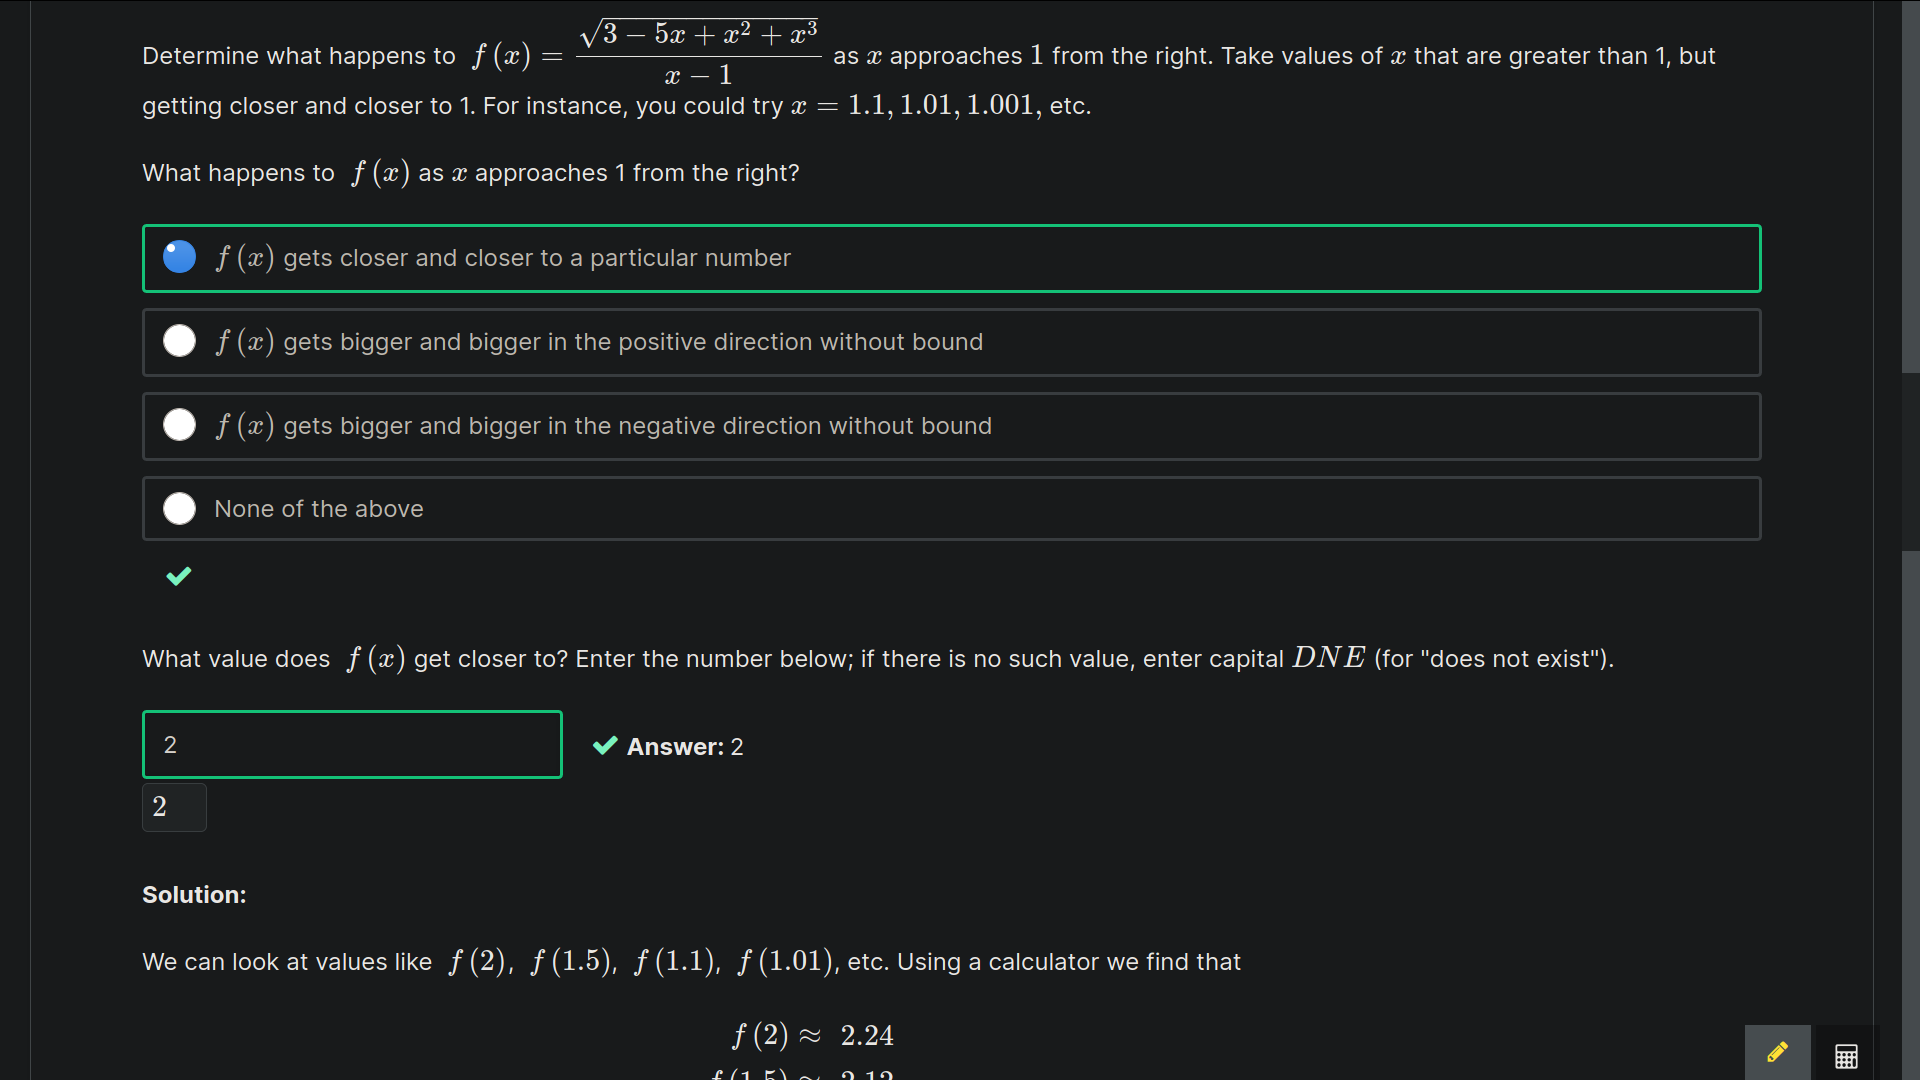 Determine what happens to f(x) = √(3 − 5x + x² + x³) / (x − 1) as x approaches 1 from the right. Take values of x that are greater than 1, but
getting closer and closer to 1. For instance, you could try x = 1.1, 1.01, 1.001, etc.
What happens to f(x) as x approaches 1 from the right?
f(x) gets closer and closer to a particular number
f(x) gets bigger and bigger in the positive direction without bound
f(x) gets bigger and bigger in the negative direction without bound
None of the above
What value does f(x) get closer to? Enter the number below; if there is no such value, enter capital DNE (for "does not exist").
2
Answer: 2
2
Solution:
We can look at values like f(2), f(1.5), f(1.1), f(1.01), etc. Using a calculator we find that
f(2) ≈ 2.24
f(1.5) ≈ 2.12